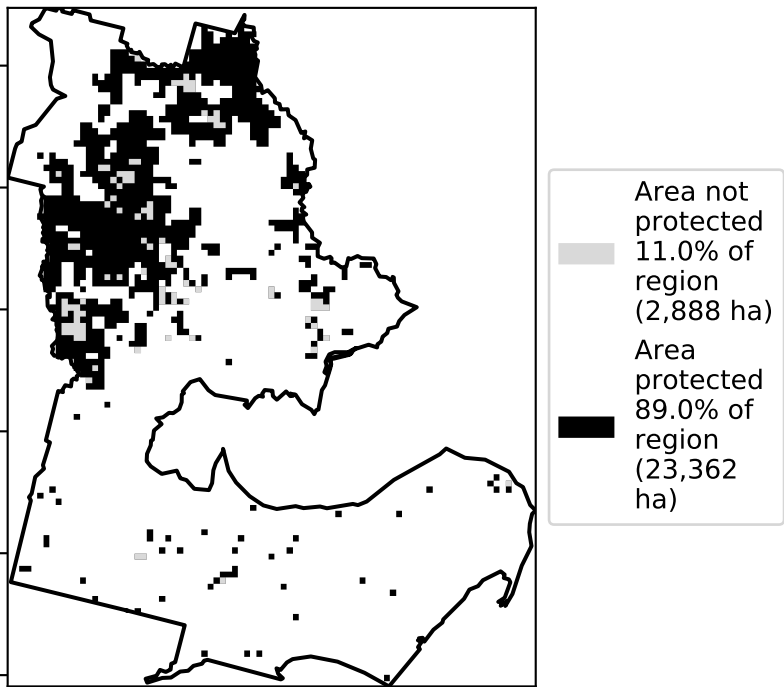 Area not
protected
11.0% of
region
(2,888 ha)
Area
protected
89.0% of
region
(23,362
ha)